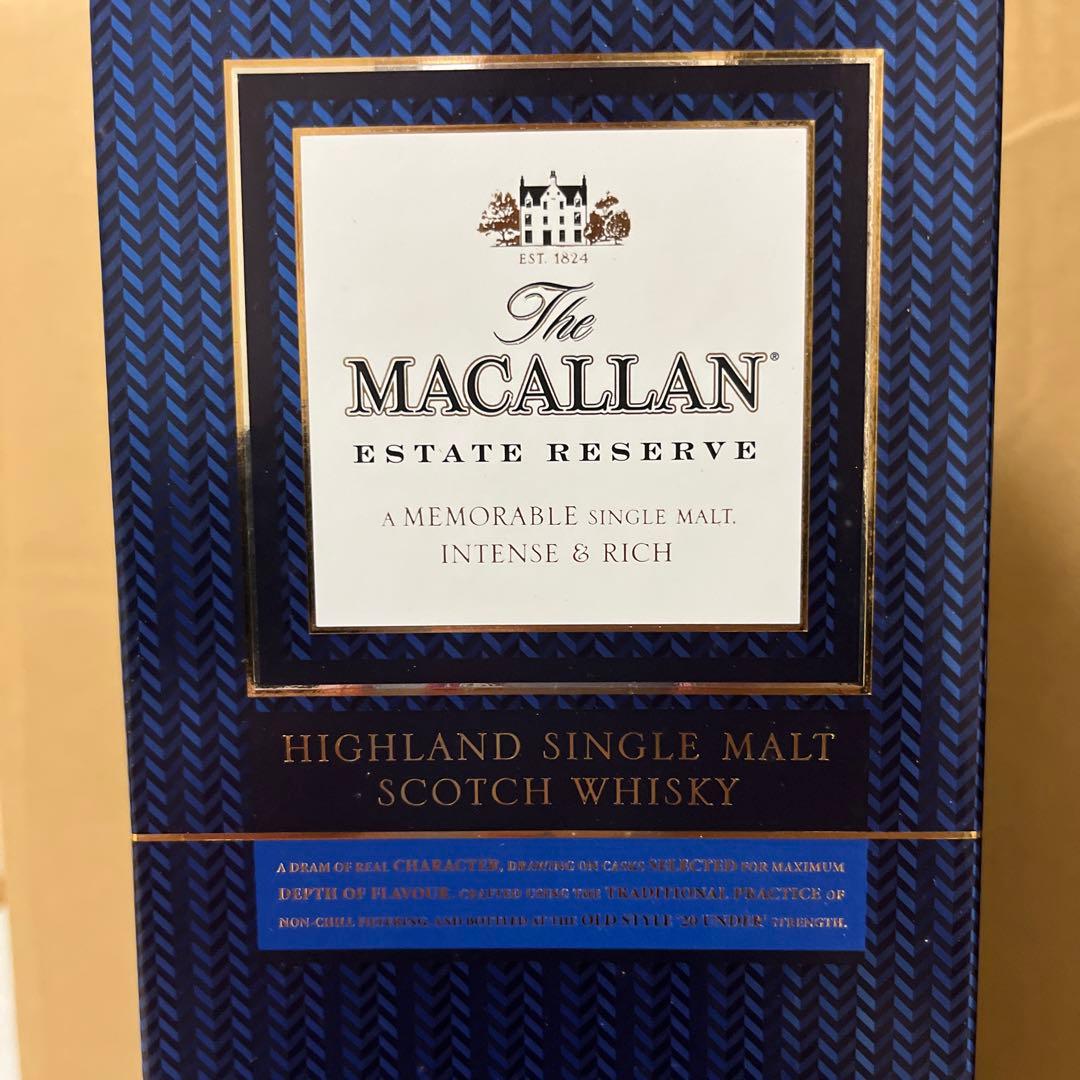 EST. 1824
The
MACALLAN®
ESTATE RESERVE
A MEMORABLE SINGLE MALT.
INTENSE & RICH
HIGHLAND SINGLE MALT
SCOTCH WHISKY
A DRAM OF REAL CHARACTER, DRAWING ON CASKS SELECTED FOR MAXIMUM
DEPTH OF FLAVOUR. CRAFTED USING THE TRADITIONAL PRACTICE OF
NON-CHILL FILTERING AND BOTTLED AT THE OLD STYLE '20 UNDER' STRENGTH.